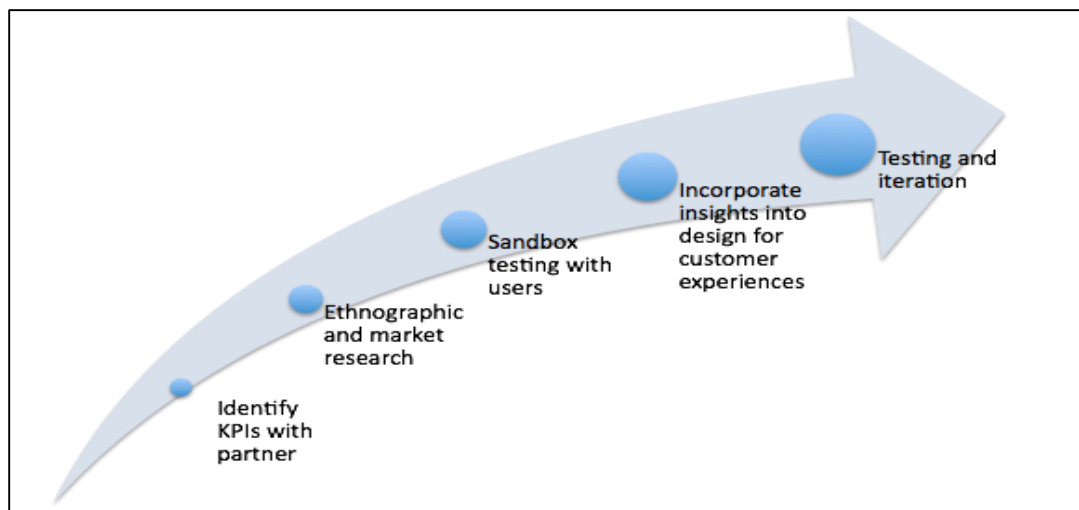 Identify
KPIs with
partner
Ethnographic
and market
research
Sandbox
testing with
users
Incorporate
insights into
design for
customer
experiences
Testing and
iteration